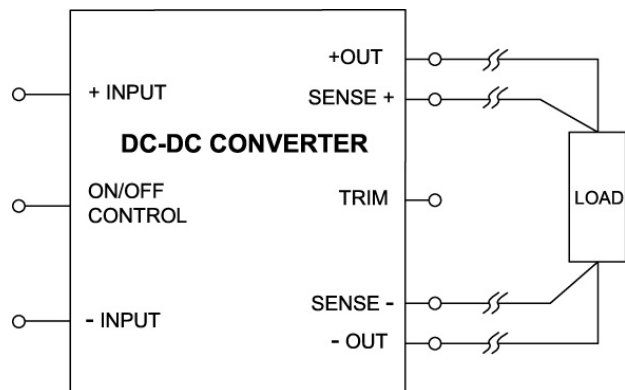 +OUT
+ INPUT
SENSE +
DC-DC CONVERTER
ON/OFF
CONTROL
TRIM
LOAD
SENSE -
- INPUT
- OUT